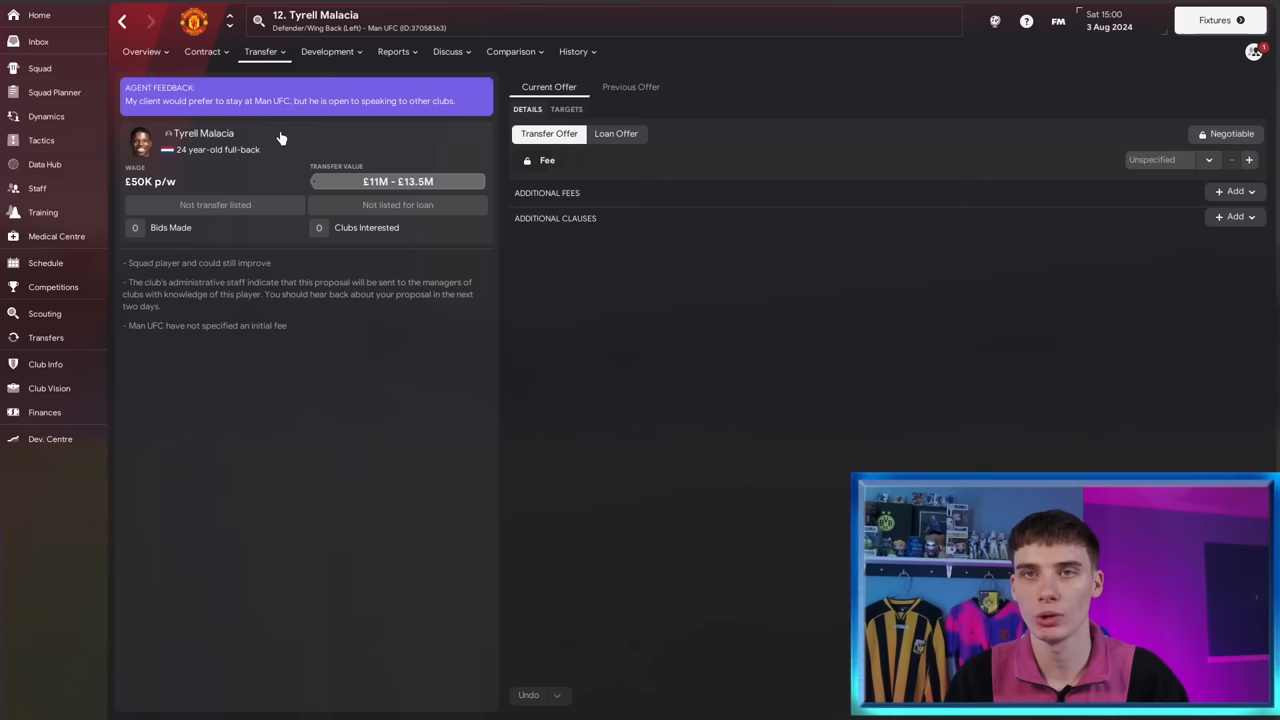 Home
Inbox
Squad
Squad Planner
Dynamics
Tactics
Data Hub
Staff
Training
Medical Centre
Schedule
Competitions
Scouting
Transfers
Club Info
Club Vision
Finances
Dev. Centre
12. Tyrell Malacia
Defender/Wing Back (Left) - Man UFC (ID:37058363)
FM
Sat 15:00
3 Aug 2024
Fixtures
Overview
Contract
Transfer
Development
Reports
Discuss
Comparison
History
1
AGENT FEEDBACK:
My client would prefer to stay at Man UFC, but he is open to speaking to other clubs.
Tyrell Malacia
24 year-old full-back
WAGE
£50K p/w
TRANSFER VALUE
£11M - £13.5M
Not transfer listed
Not listed for loan
0 Bids Made
0 Clubs Interested
- Squad player and could still improve
- The club's administrative staff indicate that this proposal will be sent to the managers of
clubs with knowledge of this player. You should hear back about your proposal in the next
two days.
- Man UFC have not specified an initial fee
Current Offer
Previous Offer
DETAILS
TARGETS
Transfer Offer
Loan Offer
Negotiable
Fee
Unspecified
ADDITIONAL FEES
+ Add
ADDITIONAL CLAUSES
+ Add
Undo